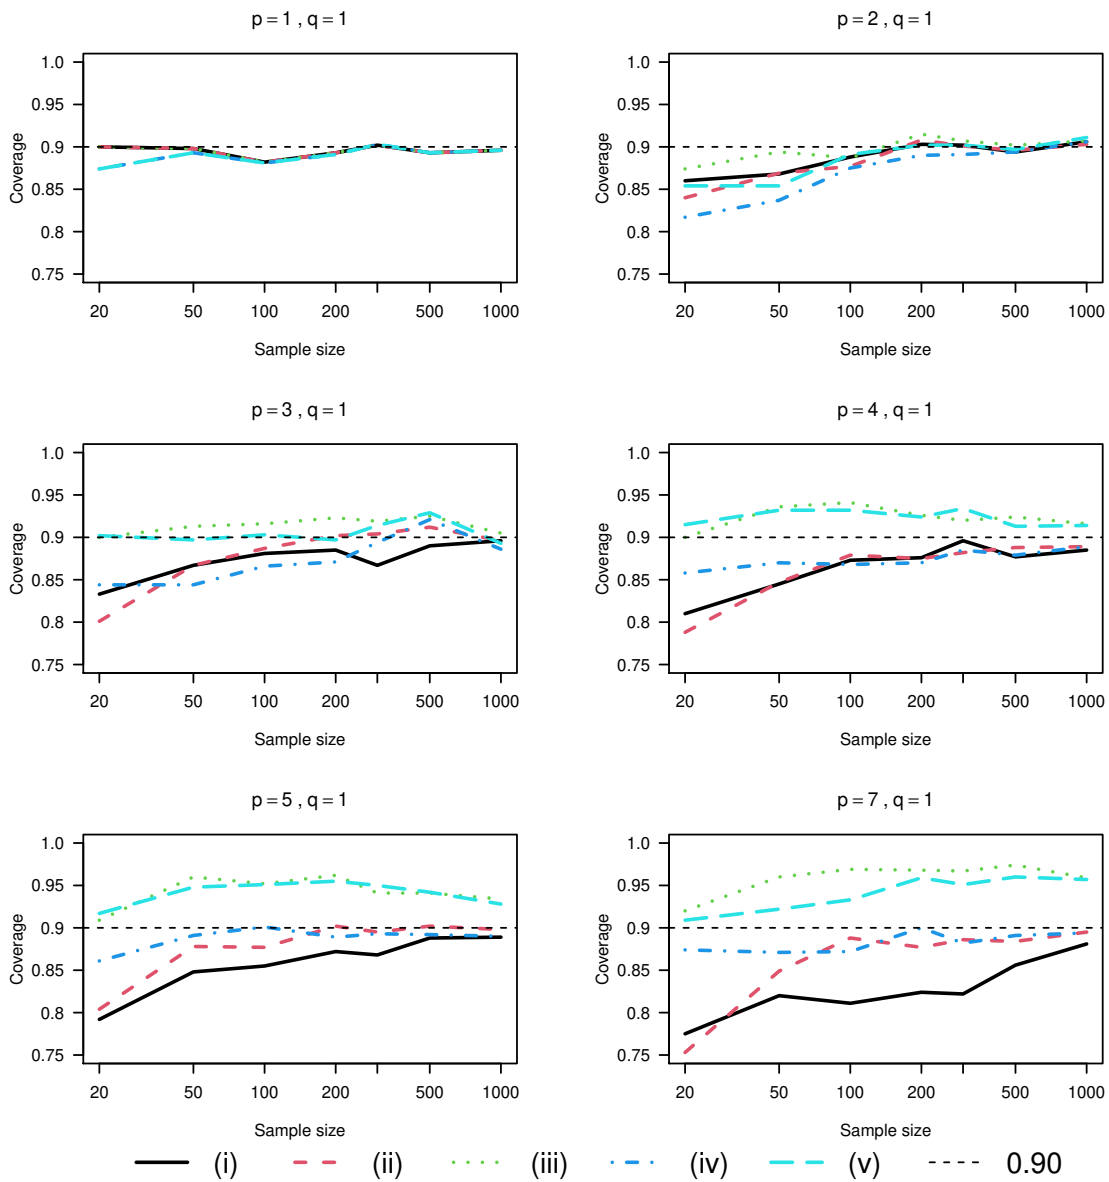 p = 1 , q = 1
1.0
0.95
0.9
0.85
0.8
0.75
Coverage
20 50 100 200 500 1000
Sample size
p = 2 , q = 1
1.0
0.95
0.9
0.85
0.8
0.75
Coverage
20 50 100 200 500 1000
Sample size
p = 3 , q = 1
1.0
0.95
0.9
0.85
0.8
0.75
Coverage
20 50 100 200 500 1000
Sample size
p = 4 , q = 1
1.0
0.95
0.9
0.85
0.8
0.75
Coverage
20 50 100 200 500 1000
Sample size
p = 5 , q = 1
1.0
0.95
0.9
0.85
0.8
0.75
Coverage
20 50 100 200 500 1000
Sample size
p = 7 , q = 1
1.0
0.95
0.9
0.85
0.8
0.75
Coverage
20 50 100 200 500 1000
Sample size
(i) (ii) (iii) (iv) (v) 0.90